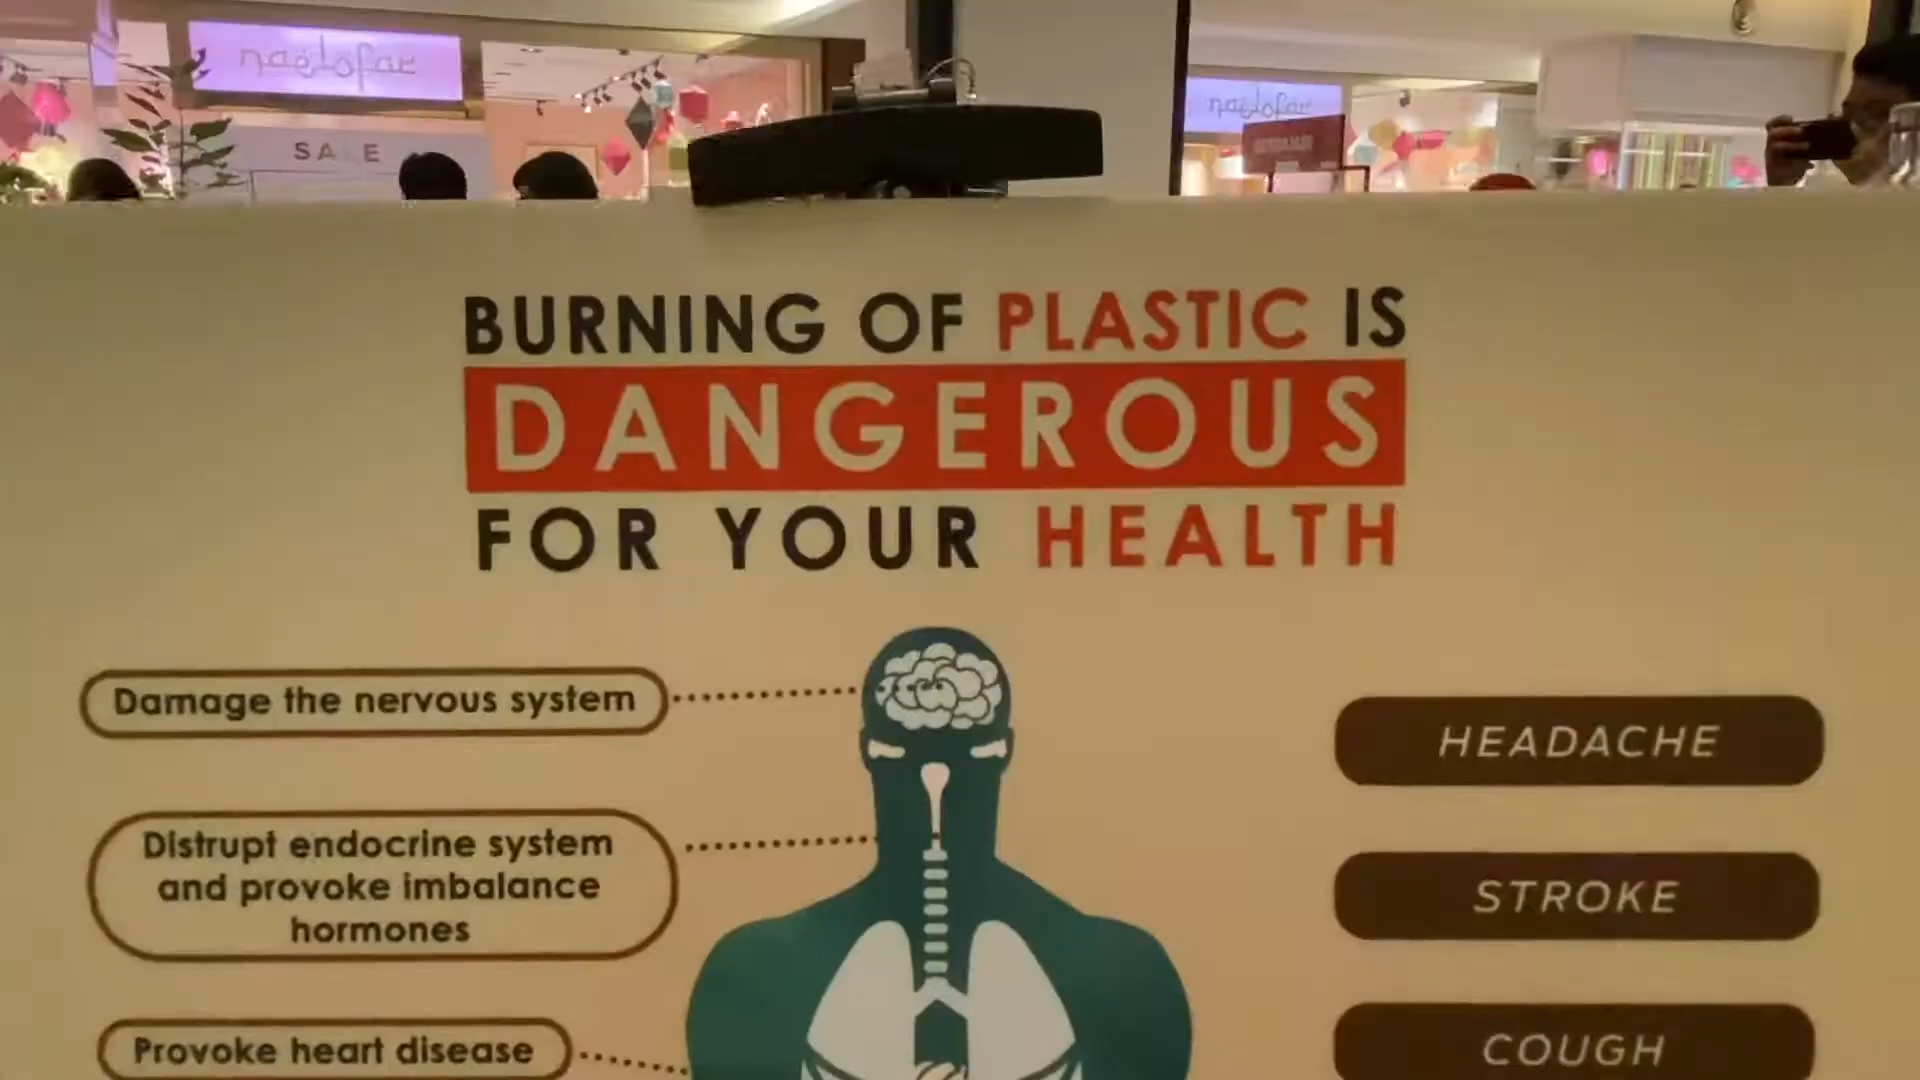 naelofar
naelofar
SALE
BURNING OF PLASTIC IS
DANGEROUS
FOR YOUR HEALTH
Damage the nervous system
HEADACHE
Distrupt endocrine system
and provoke imbalance
hormones
STROKE
Provoke heart disease
COUGH